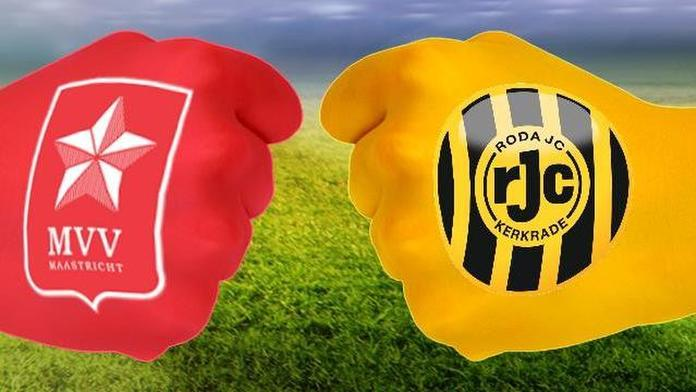 MVV
MAASTRICHT
RODA JC
rJc
KERKRADE